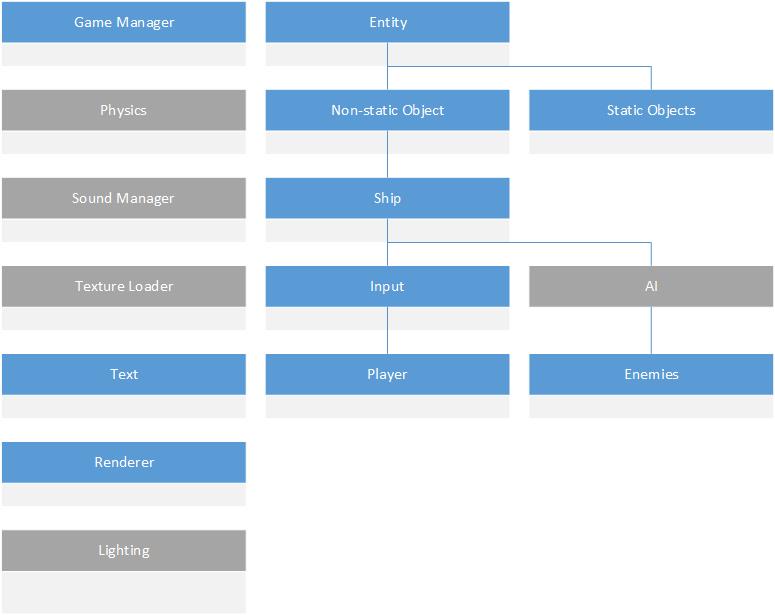 Game Manager
Entity
Physics
Non-static Object
Static Objects
Sound Manager
Ship
Texture Loader
Input
AI
Text
Player
Enemies
Renderer
Lighting